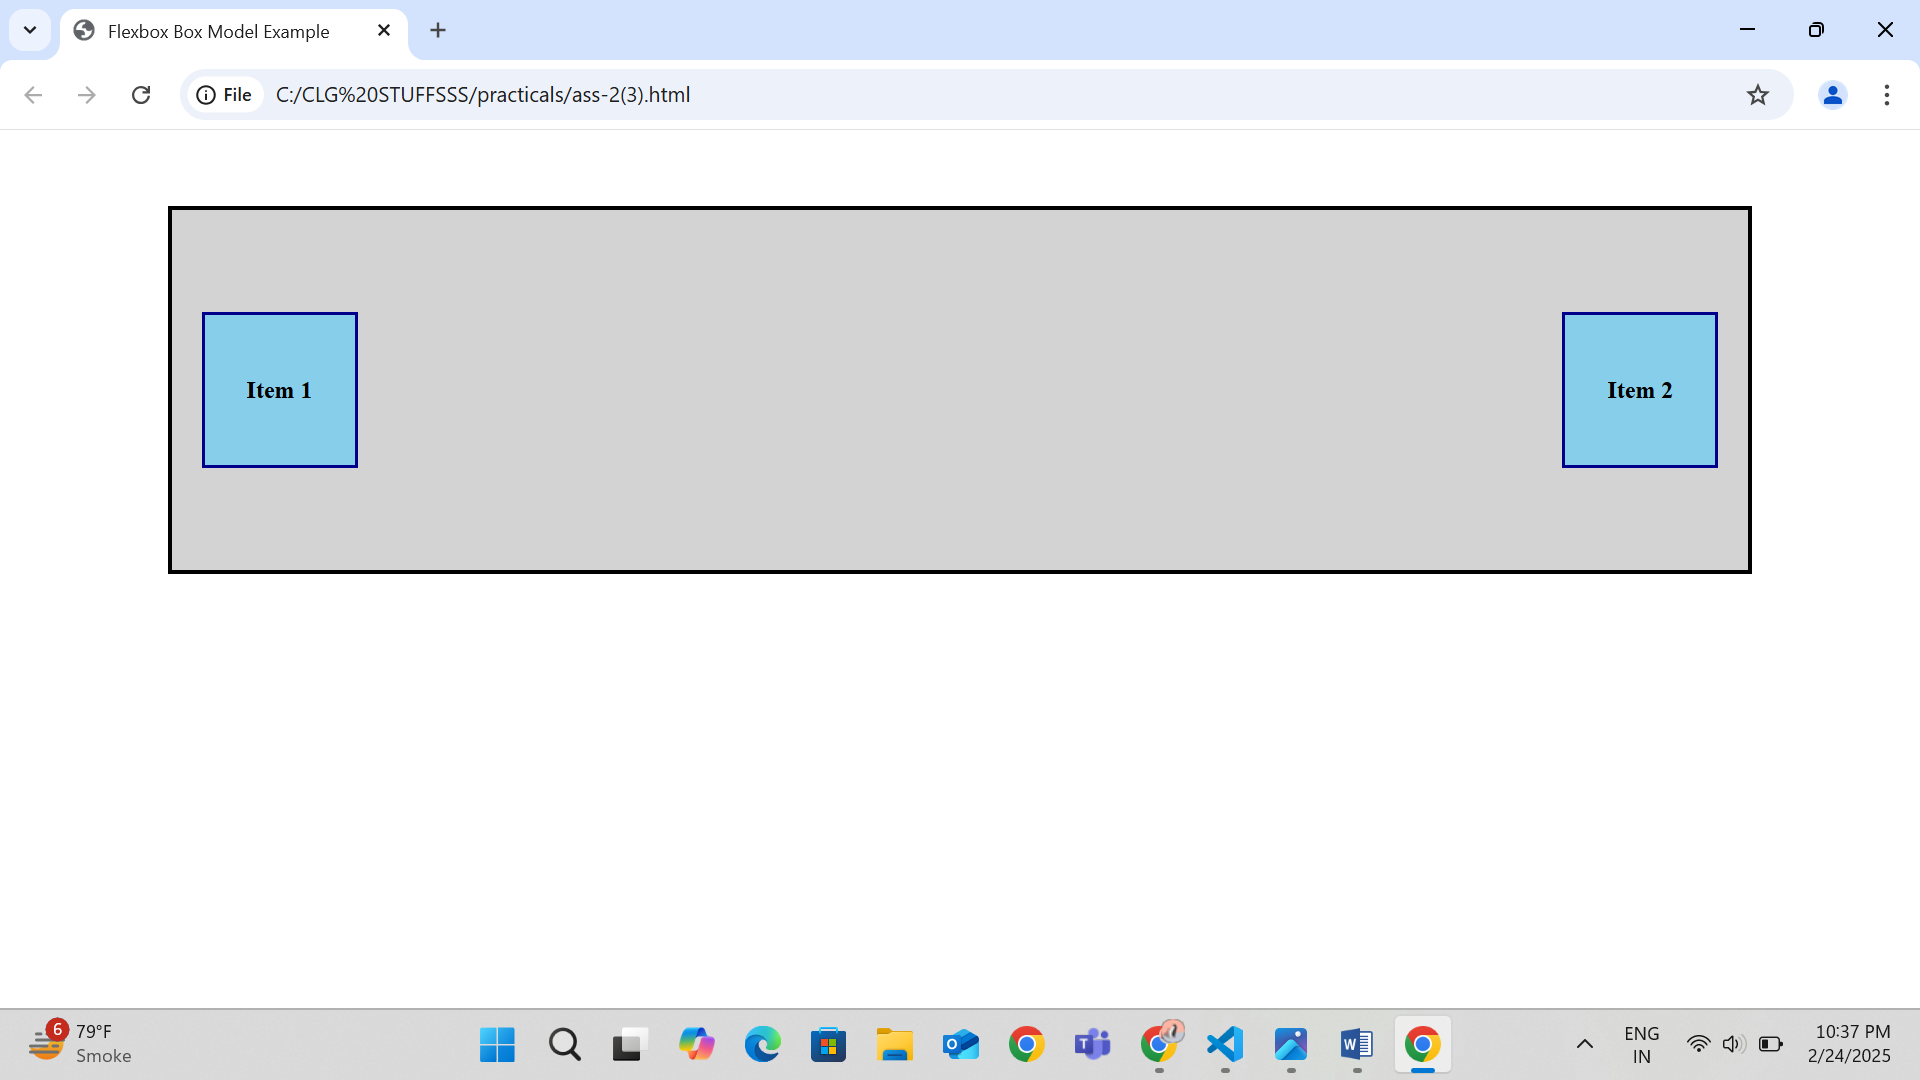 Flexbox Box Model Example
File C:/CLG%20STUFFSSS/practicals/ass-2(3).html
Item 1 Item 2
6 79°F
Smoke
ENG
IN
10:37 PM
2/24/2025